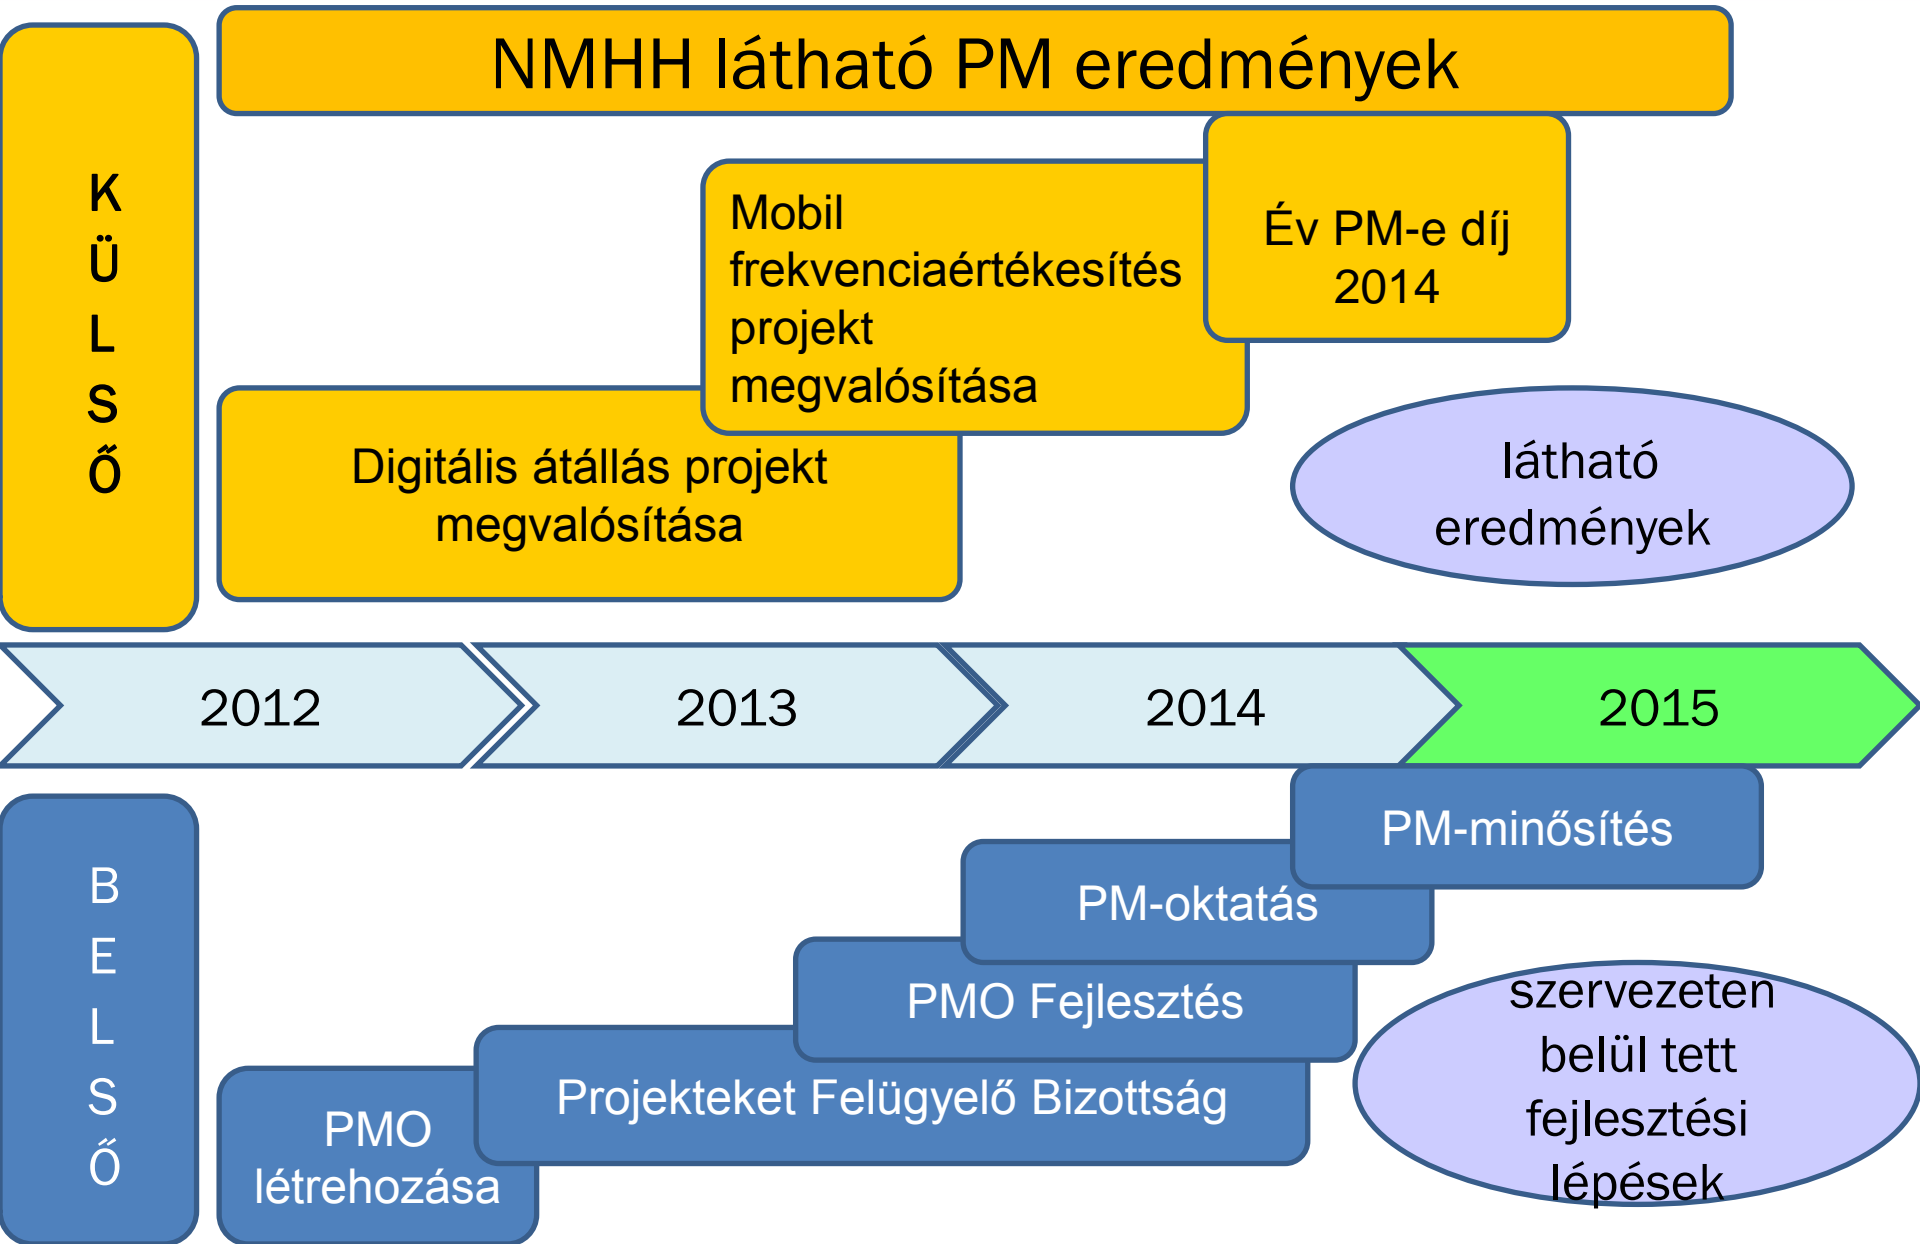 NMHH látható PM eredmények
K
Ü
L
S
Ő
Mobil
frekvenciaértékesítés
projekt
megvalósítása
Év PM-e díj
2014
Digitális átállás projekt
megvalósítása
látható
eredmények
2012
2013
2014
2015
B
E
L
S
Ő
PM-minősítés
PM-oktatás
PMO Fejlesztés
Projekteket Felügyelő Bizottság
PMO
létrehozása
szervezeten
belül tett
fejlesztési
lépések